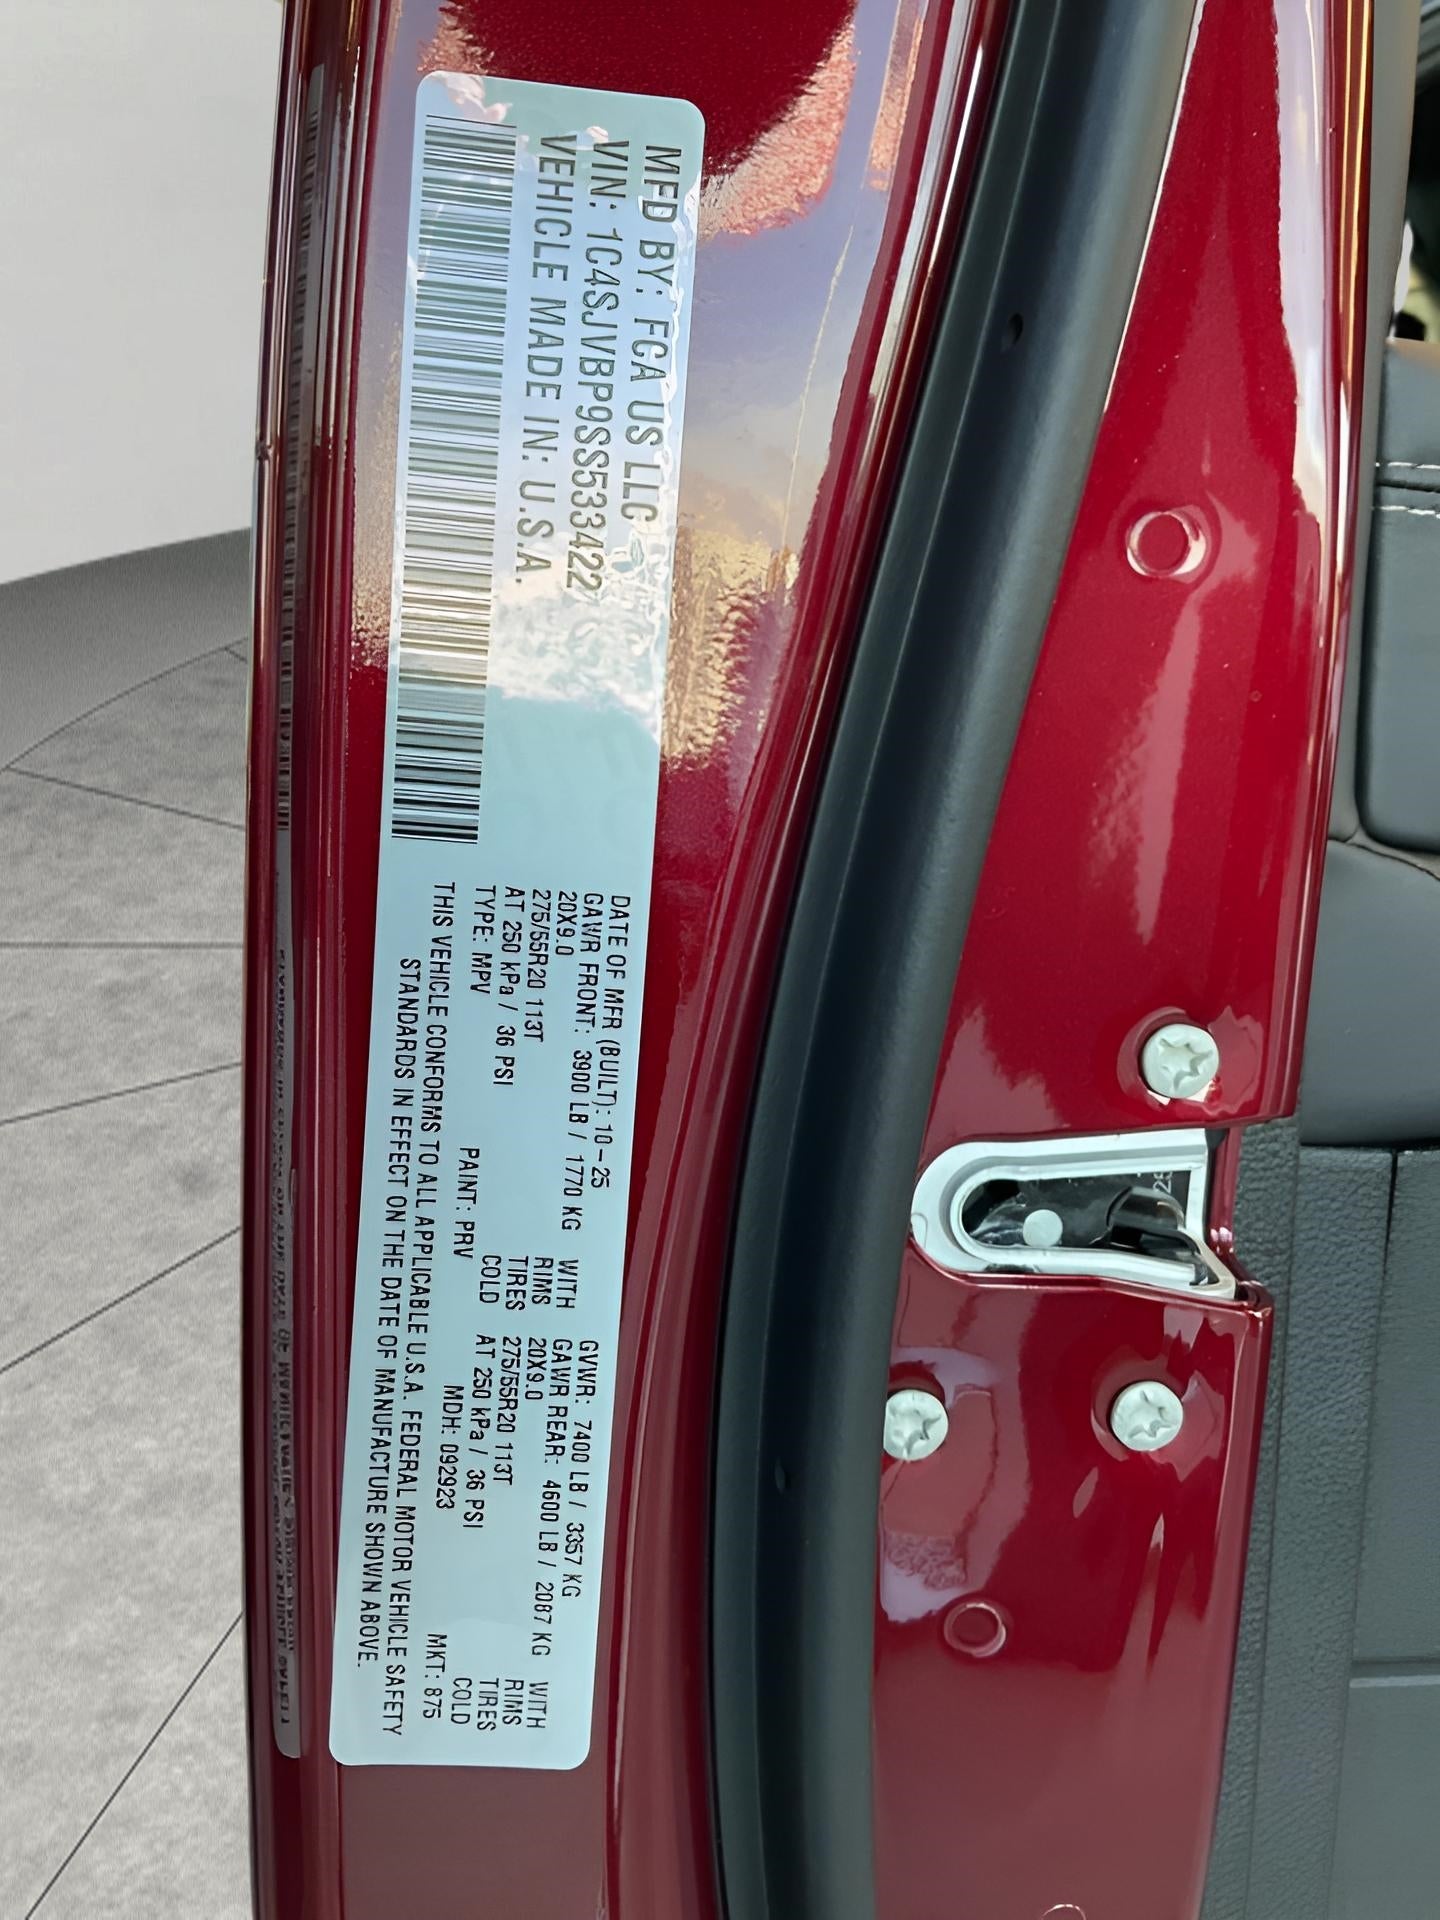 MFD BY: FCA US LLC
VIN: 1C4SJVBP9SS533422
VEHICLE MADE IN: U.S.A.
DATE OF MFR (BUILT): 10-25 GVWR: 7400 LB / 3357 KG
GAWR FRONT: 3900 LB / 1770 KG WITH GAWR REAR: 4600 LB / 2087 KG WITH
20X9.0 RIMS 20X9.0 RIMS
275/55R20 113T TIRES 275/55R20 113T TIRES
AT 250 kPa / 36 PSI COLD AT 250 kPa / 36 PSI COLD
TYPE: MPV PAINT: PRV MDH: 092923 MKT: 875
THIS VEHICLE CONFORMS TO ALL APPLICABLE U.S.A. FEDERAL MOTOR VEHICLE SAFETY
STANDARDS IN EFFECT ON THE DATE OF MANUFACTURE SHOWN ABOVE.